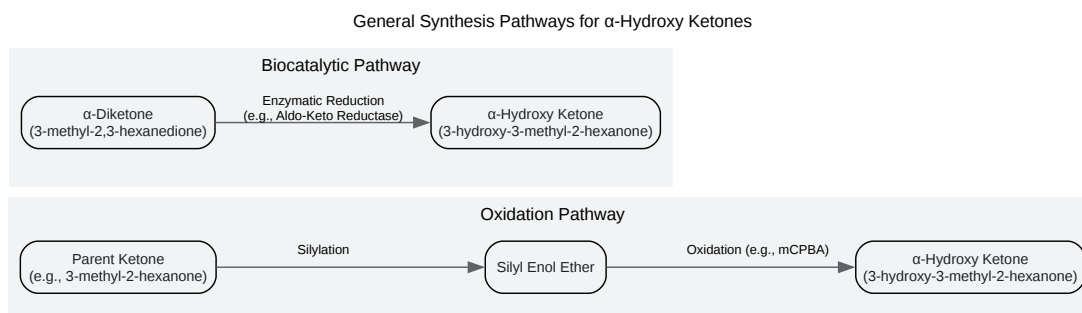 General Synthesis Pathways for α-Hydroxy Ketones
Biocatalytic Pathway
α-Diketone
(3-methyl-2,3-hexanedione)
Enzymatic Reduction
(e.g., Aldo-Keto Reductase)
α-Hydroxy Ketone
(3-hydroxy-3-methyl-2-hexanone)
Oxidation Pathway
Parent Ketone
(e.g., 3-methyl-2-hexanone)
Silylation
Silyl Enol Ether
Oxidation (e.g., mCPBA)
α-Hydroxy Ketone
(3-hydroxy-3-methyl-2-hexanone)